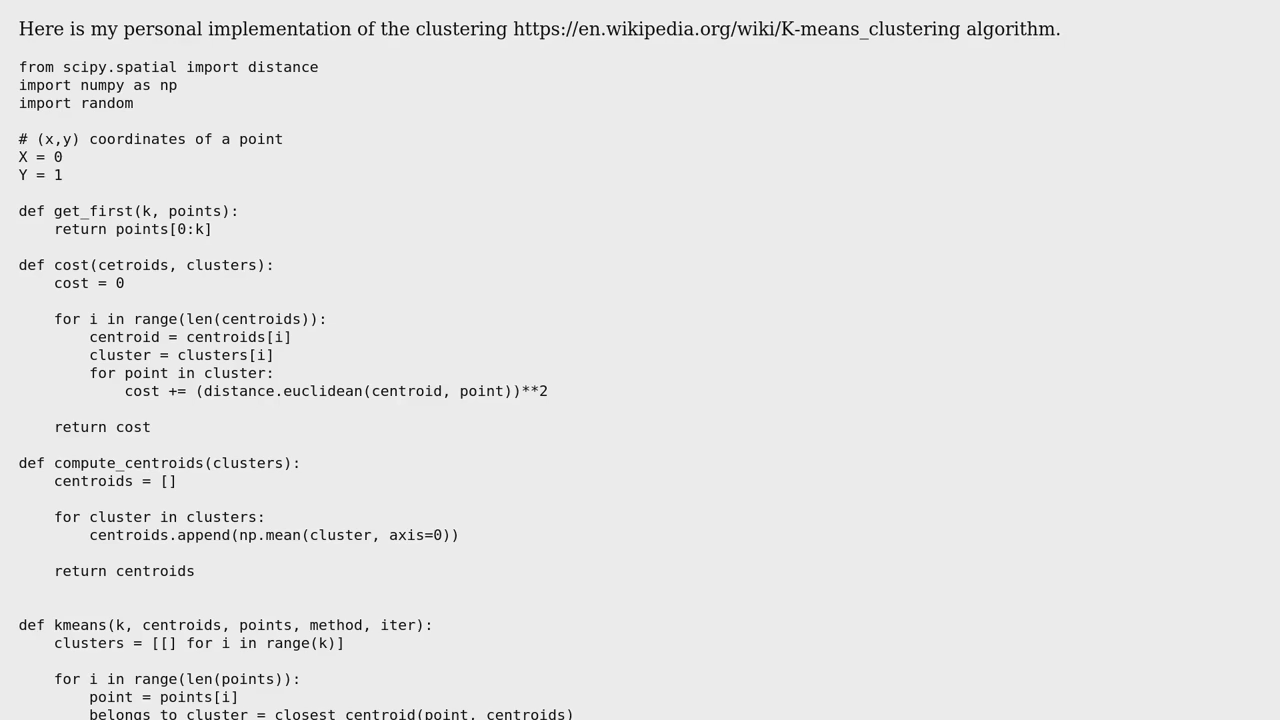 Here is my personal implementation of the clustering https://en.wikipedia.org/wiki/K-means_clustering algorithm.
from scipy.spatial import distance
import numpy as np
import random
# (x,y) coordinates of a point
X = 0
Y = 1
def get_first(k, points):
    return points[0:k]
def cost(cetroids, clusters):
    cost = 0
    for i in range(len(centroids)):
        centroid = centroids[i]
        cluster = clusters[i]
        for point in cluster:
            cost += (distance.euclidean(centroid, point))**2
    return cost
def compute_centroids(clusters):
    centroids = []
    for cluster in clusters:
        centroids.append(np.mean(cluster, axis=0))
    return centroids
def kmeans(k, centroids, points, method, iter):
    clusters = [[] for i in range(k)]
    for i in range(len(points)):
        point = points[i]
        belongs_to_cluster = closest_centroid(point, centroids)